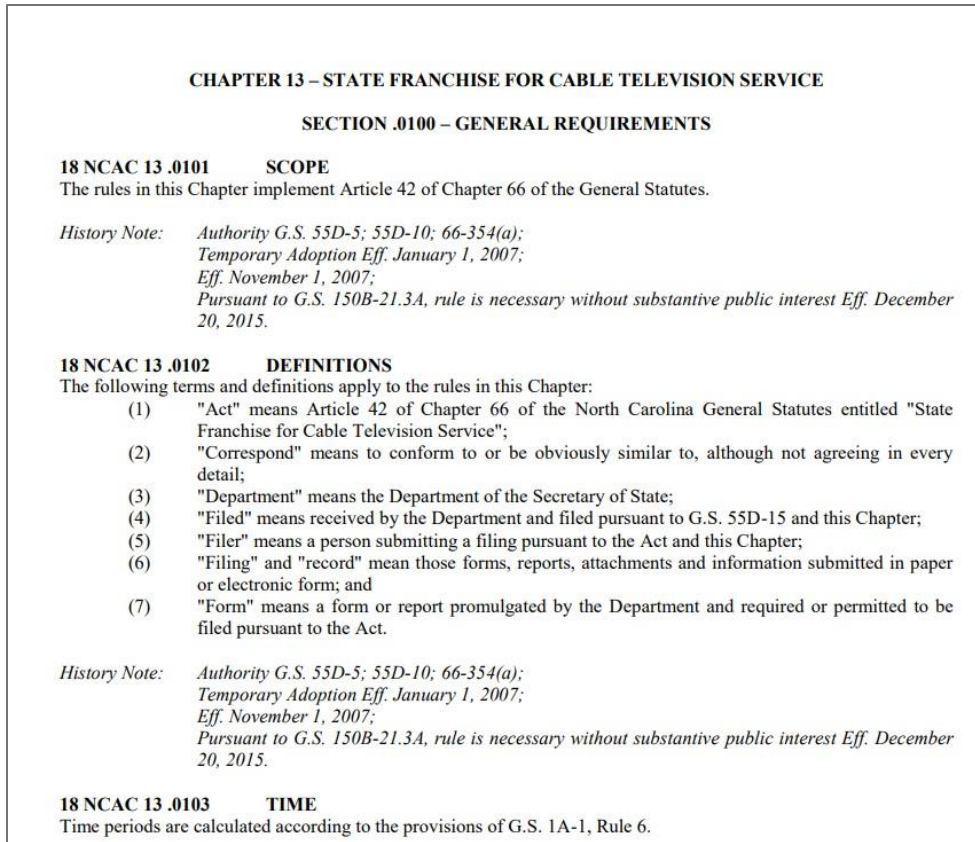 CHAPTER 13 – STATE FRANCHISE FOR CABLE TELEVISION SERVICE
SECTION .0100 – GENERAL REQUIREMENTS
18 NCAC 13 .0101 SCOPE
The rules in this Chapter implement Article 42 of Chapter 66 of the General Statutes.
History Note: Authority G.S. 55D-5; 55D-10; 66-354(a);
Temporary Adoption Eff. January 1, 2007;
Eff. November 1, 2007;
Pursuant to G.S. 150B-21.3A, rule is necessary without substantive public interest Eff. December
20, 2015.
18 NCAC 13 .0102 DEFINITIONS
The following terms and definitions apply to the rules in this Chapter:
(1) "Act" means Article 42 of Chapter 66 of the North Carolina General Statutes entitled "State
Franchise for Cable Television Service";
(2) "Correspond" means to conform to or be obviously similar to, although not agreeing in every
detail;
(3) "Department" means the Department of the Secretary of State;
(4) "Filed" means received by the Department and filed pursuant to G.S. 55D-15 and this Chapter;
(5) "Filer" means a person submitting a filing pursuant to the Act and this Chapter;
(6) "Filing" and "record" mean those forms, reports, attachments and information submitted in paper
or electronic form; and
(7) "Form" means a form or report promulgated by the Department and required or permitted to be
filed pursuant to the Act.
History Note: Authority G.S. 55D-5; 55D-10; 66-354(a);
Temporary Adoption Eff. January 1, 2007;
Eff. November 1, 2007;
Pursuant to G.S. 150B-21.3A, rule is necessary without substantive public interest Eff. December
20, 2015.
18 NCAC 13 .0103 TIME
Time periods are calculated according to the provisions of G.S. 1A-1, Rule 6.